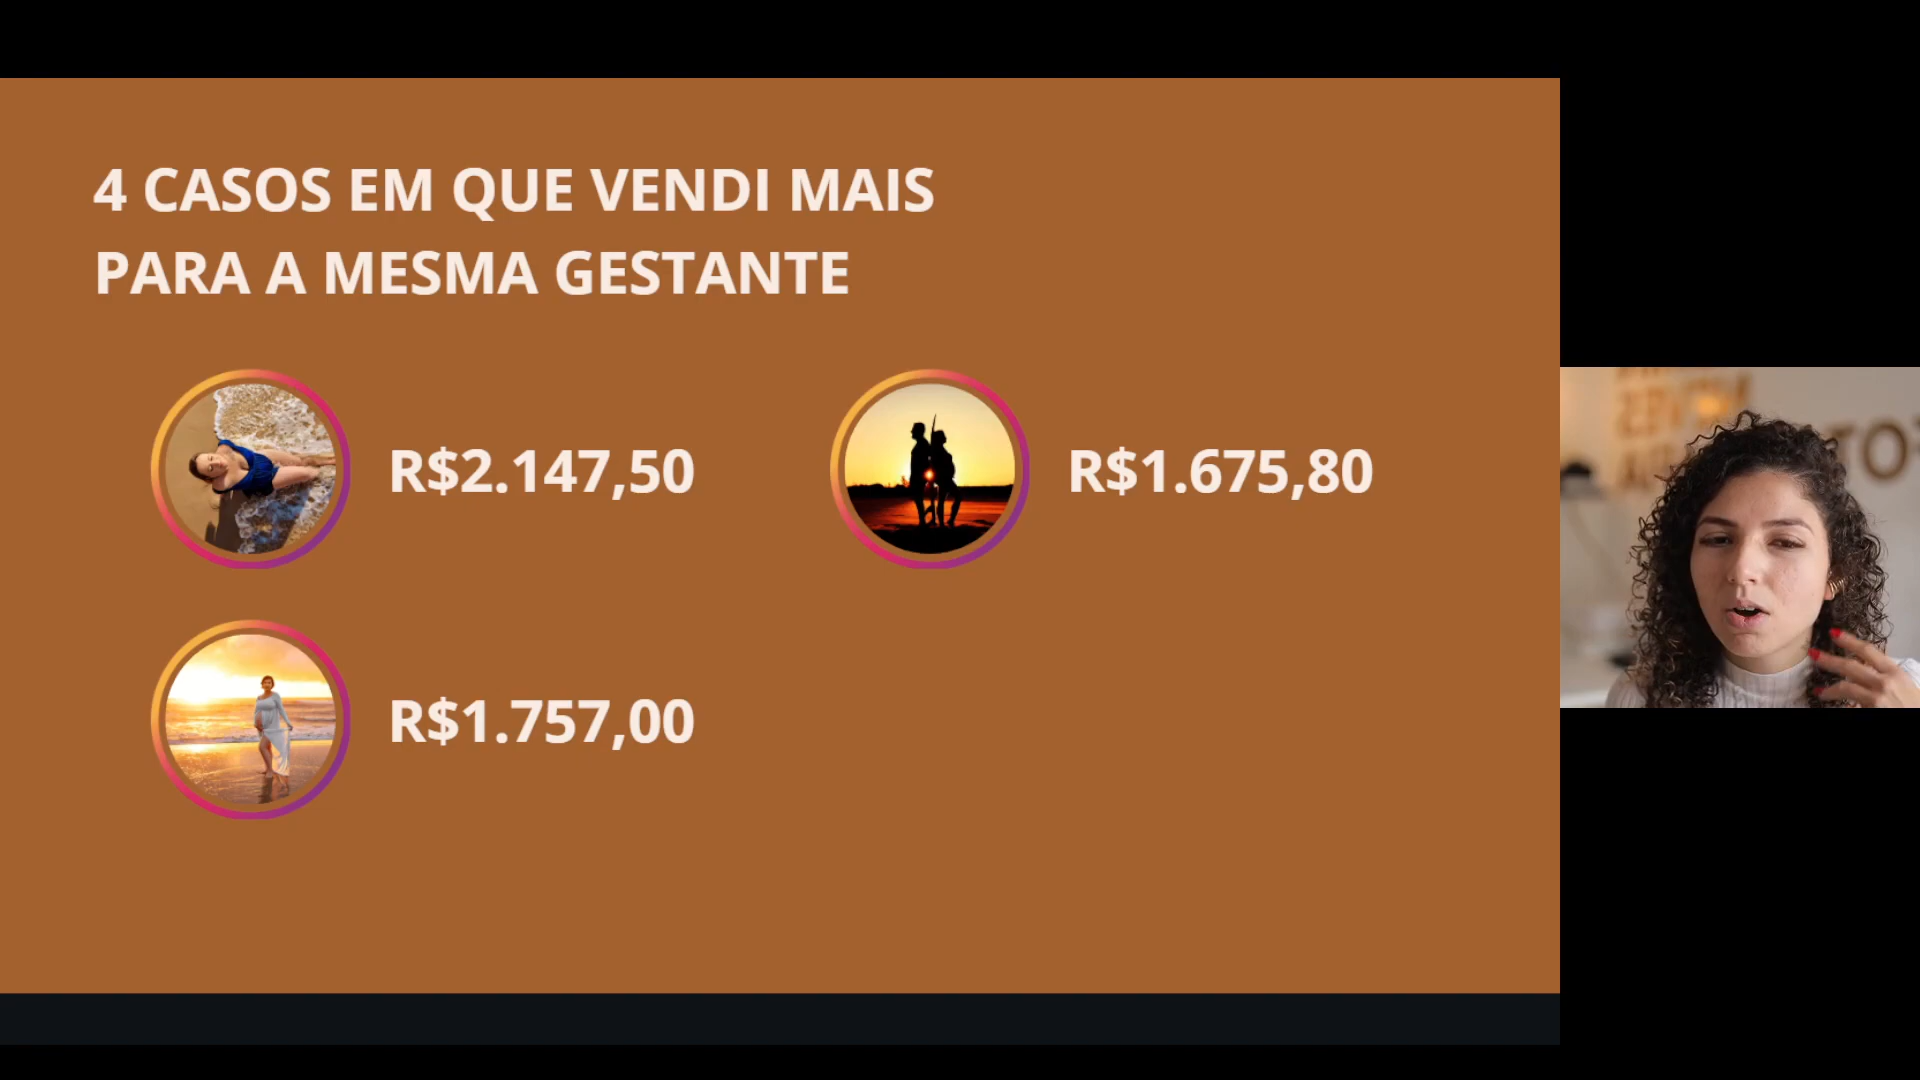 4 CASOS EM QUE VENDI MAIS
PARA A MESMA GESTANTE
R$2.147,50
R$1.675,80
R$1.757,00